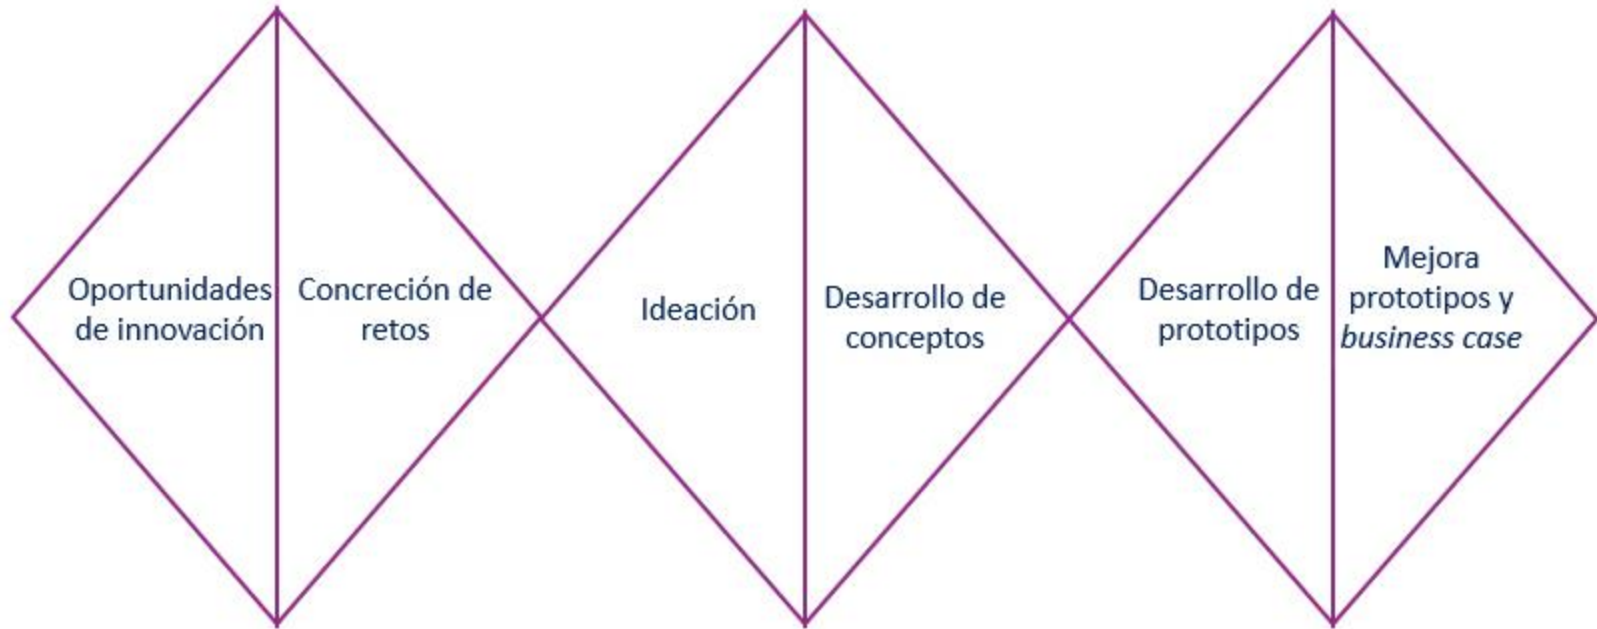 Oportunidades
de innovación
Concreción de
retos
Ideación
Desarrollo de
conceptos
Desarrollo de
prototipos
Mejora
prototipos y
business case